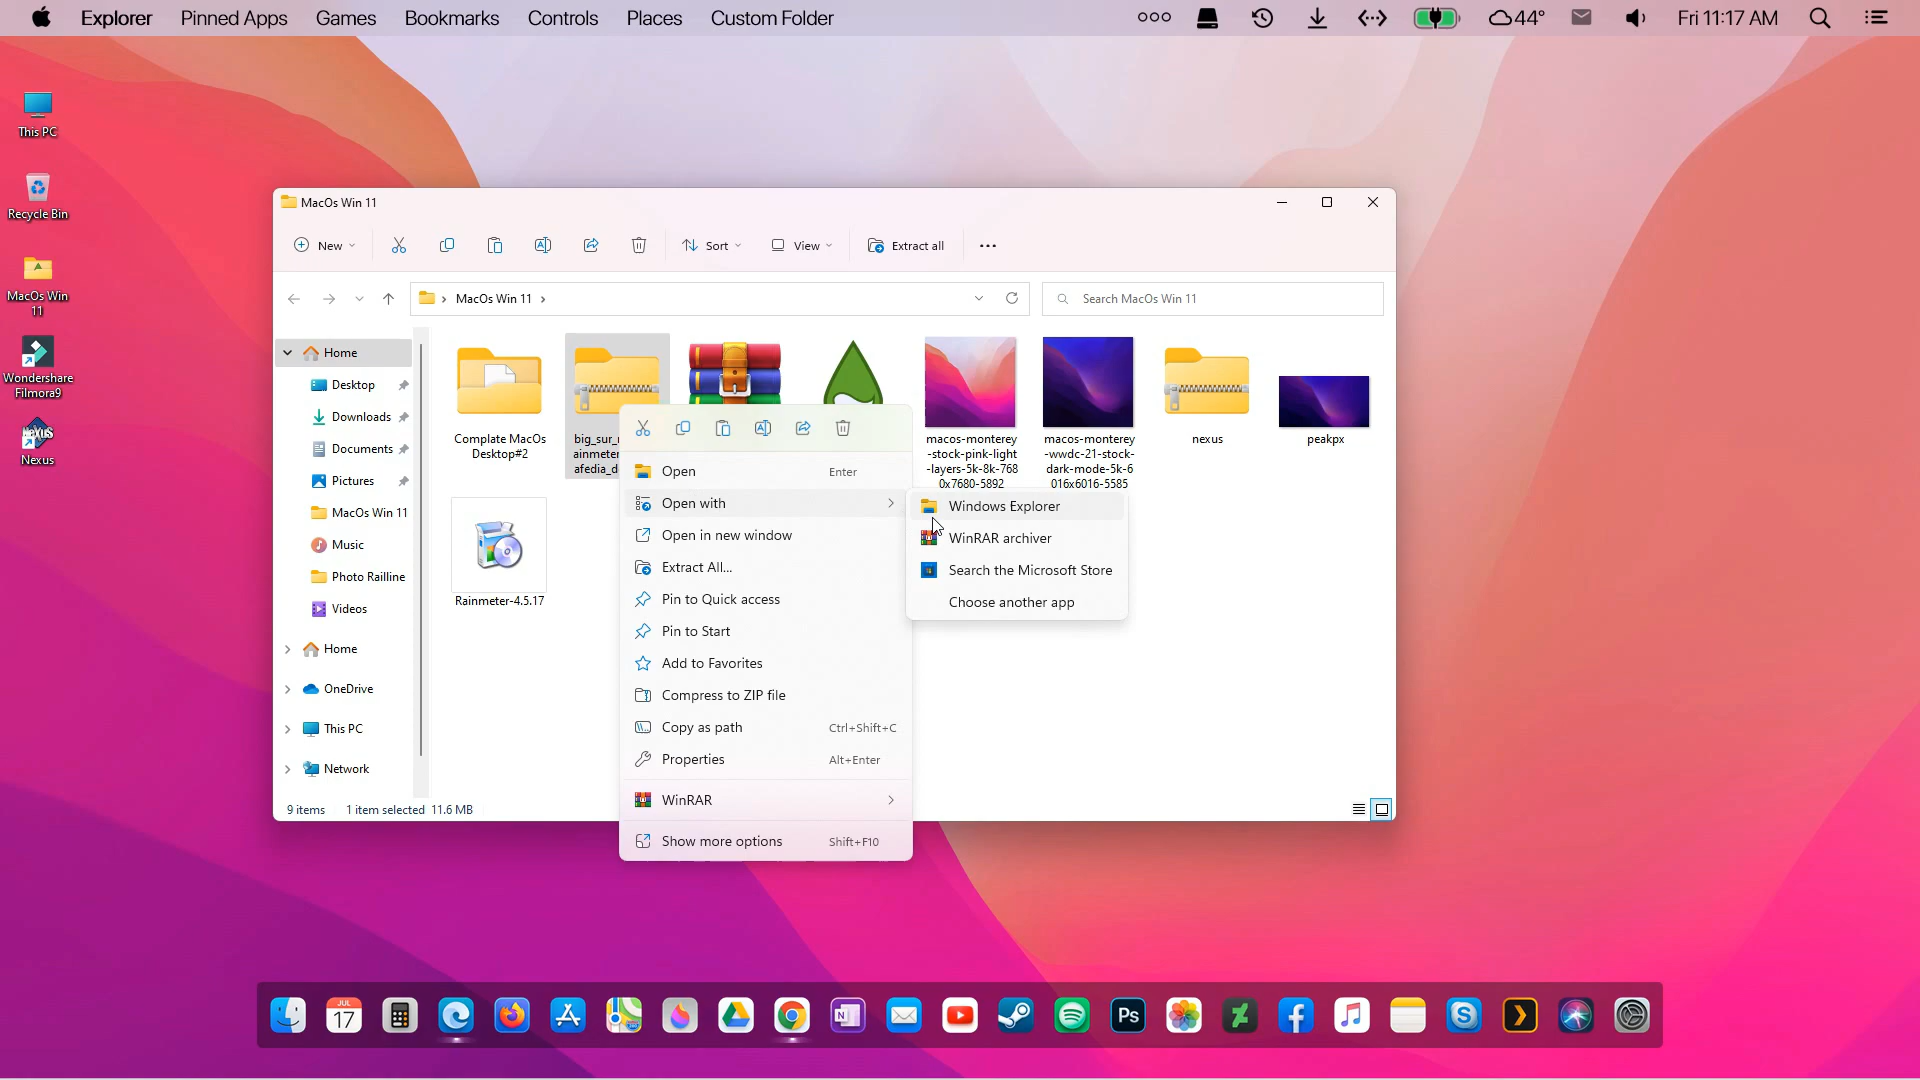 Explorer Pinned Apps Games Bookmarks Controls Places Custom Folder 44° Fri 11:17 AM
This PC
Recycle Bin
MacOs Win
11
Wondershare
Filmora9
NEXUS
Nexus
MacOs Win 11
New Sort View Extract all
MacOs Win 11
Search MacOs Win 11
Home
Desktop
Downloads
Documents
Pictures
MacOs Win 11
Music
Photo Railline
Videos
Home
OneDrive
This PC
Network
Complate MacOs
Desktop#2
big_sur_
ainmeter
afedia_d
macos-monterey
-stock-pink-light
-layers-5k-8k-768
0x7680-5892
macos-monterey
-wwdc-21-stock-
dark-mode-5k-6
016x6016-5585
nexus
peakpx
Rainmeter-4.5.17
Open Enter
Open with
Open in new window
Extract All...
Pin to Quick access
Pin to Start
Add to Favorites
Compress to ZIP file
Copy as path Ctrl+Shift+C
Properties Alt+Enter
WinRAR
Show more options Shift+F10
Windows Explorer
WinRAR archiver
Search the Microsoft Store
Choose another app
9 items 1 item selected 11.6 MB
JUL
17
N
Ps